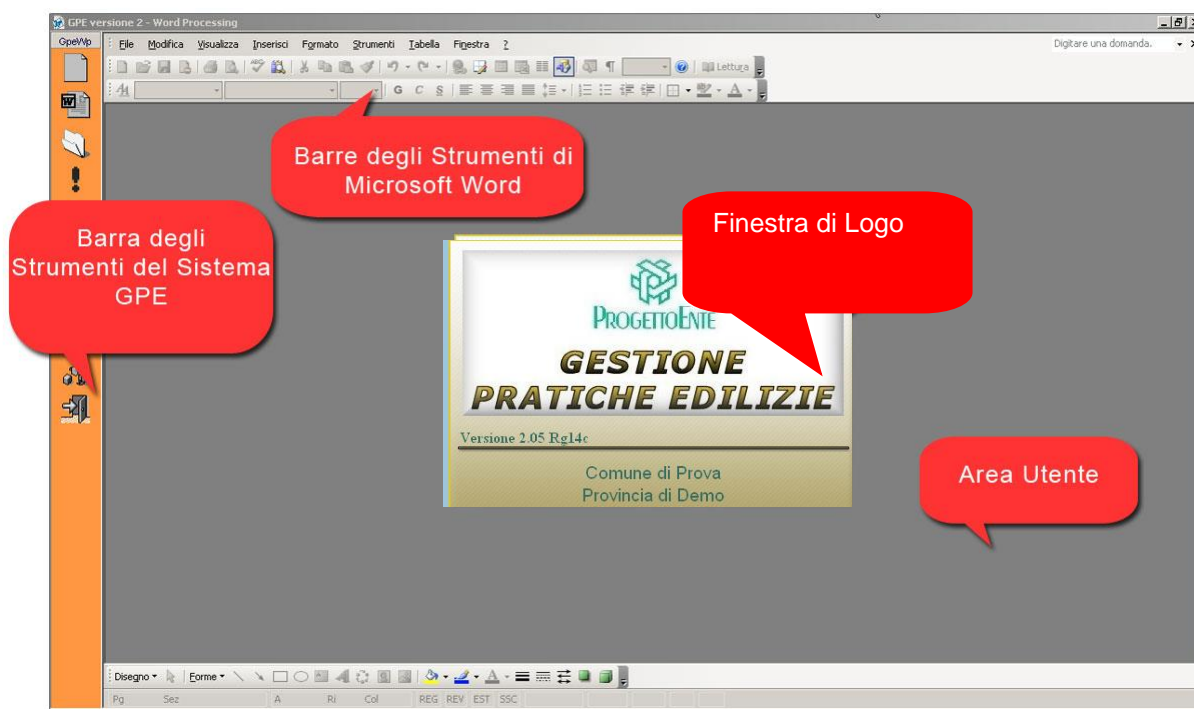 GPE versione 2 - Word Processing
GpeWp
File Modifica Visualizza Inserisci Formato Strumenti Tabella Finestra ?
Digitare una domanda.
Lettura
G C S
Barre degli Strumenti di
Microsoft Word
Finestra di Logo
Barra degli
Strumenti del Sistema
GPE
PROGETTOENTE
GESTIONE
PRATICHE EDILIZIE
Versione 2.05 Rg14c
Comune di Prova
Provincia di Demo
Area Utente
Disegno Forme
Pg Sez A Ri Col REG REV EST SSC